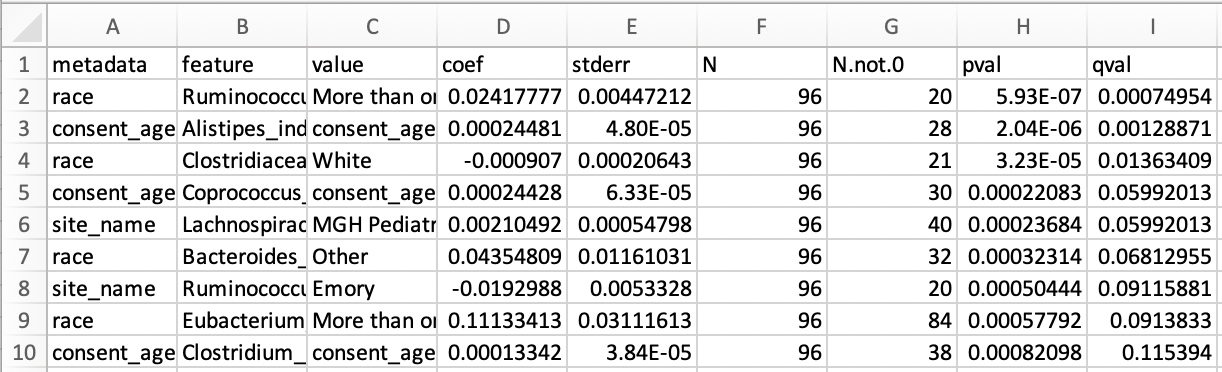 A B C D E F G H I
1 metadata feature value coef stderr N N.not.0 pval qval
2 race Ruminococcu More than or 0.02417777 0.00447212 96 20 5.93E-07 0.00074954
3 consent_age Alistipes_ind consent_age 0.00024481 4.80E-05 96 28 2.04E-06 0.00128871
4 race Clostridiacea White -0.000907 0.00020643 96 21 3.23E-05 0.01363409
5 consent_age Coprococcus_ consent_age 0.00024428 6.33E-05 96 30 0.00022083 0.05992013
6 site_name Lachnospirac MGH Pediatr 0.00210492 0.00054798 96 40 0.00023684 0.05992013
7 race Bacteroides_ Other 0.04354809 0.01161031 96 32 0.00032314 0.06812955
8 site_name Ruminococcu Emory -0.0192988 0.0053328 96 20 0.00050444 0.09115881
9 race Eubacterium More than or 0.11133413 0.03111613 96 84 0.00057792 0.0913833
10 consent_age Clostridium_ consent_age 0.00013342 3.84E-05 96 38 0.00082098 0.115394